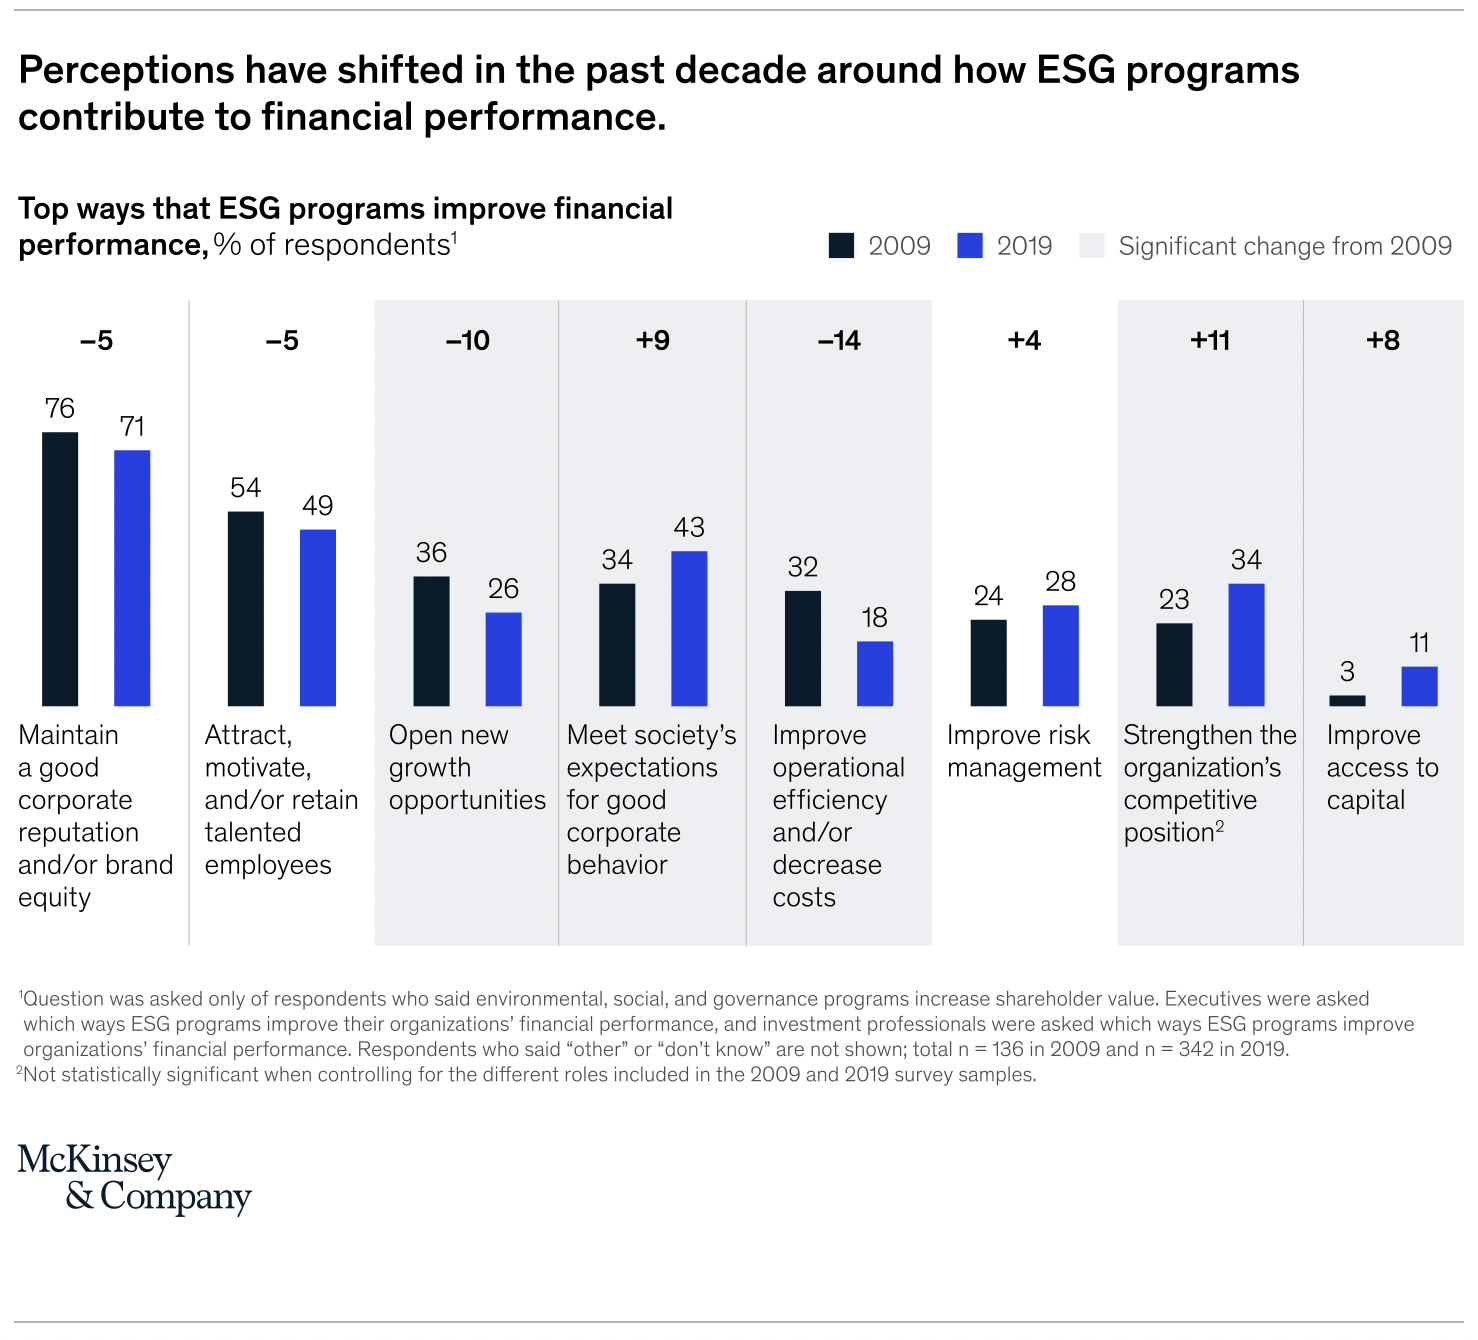 Perceptions have shifted in the past decade around how ESG programs
contribute to financial performance.
Top ways that ESG programs improve financial
performance, % of respondents¹
2009
2019
Significant change from 2009
–5
–5
–10
+9
–14
+4
+11
+8
76
71
54
49
36
26
34
43
32
18
24
28
23
34
3
11
Maintain
a good
corporate
reputation
and/or brand
equity
Attract,
motivate,
and/or retain
talented
employees
Open new
growth
opportunities
Meet society’s
expectations
for good
corporate
behavior
Improve
operational
efficiency
and/or
decrease
costs
Improve risk
management
Strengthen the
organization’s
competitive
position²
Improve
access to
capital
¹Question was asked only of respondents who said environmental, social, and governance programs increase shareholder value. Executives were asked
which ways ESG programs improve their organizations’ financial performance, and investment professionals were asked which ways ESG programs improve
organizations’ financial performance. Respondents who said “other” or “don’t know” are not shown; total n = 136 in 2009 and n = 342 in 2019.
²Not statistically significant when controlling for the different roles included in the 2009 and 2019 survey samples.
McKinsey
& Company